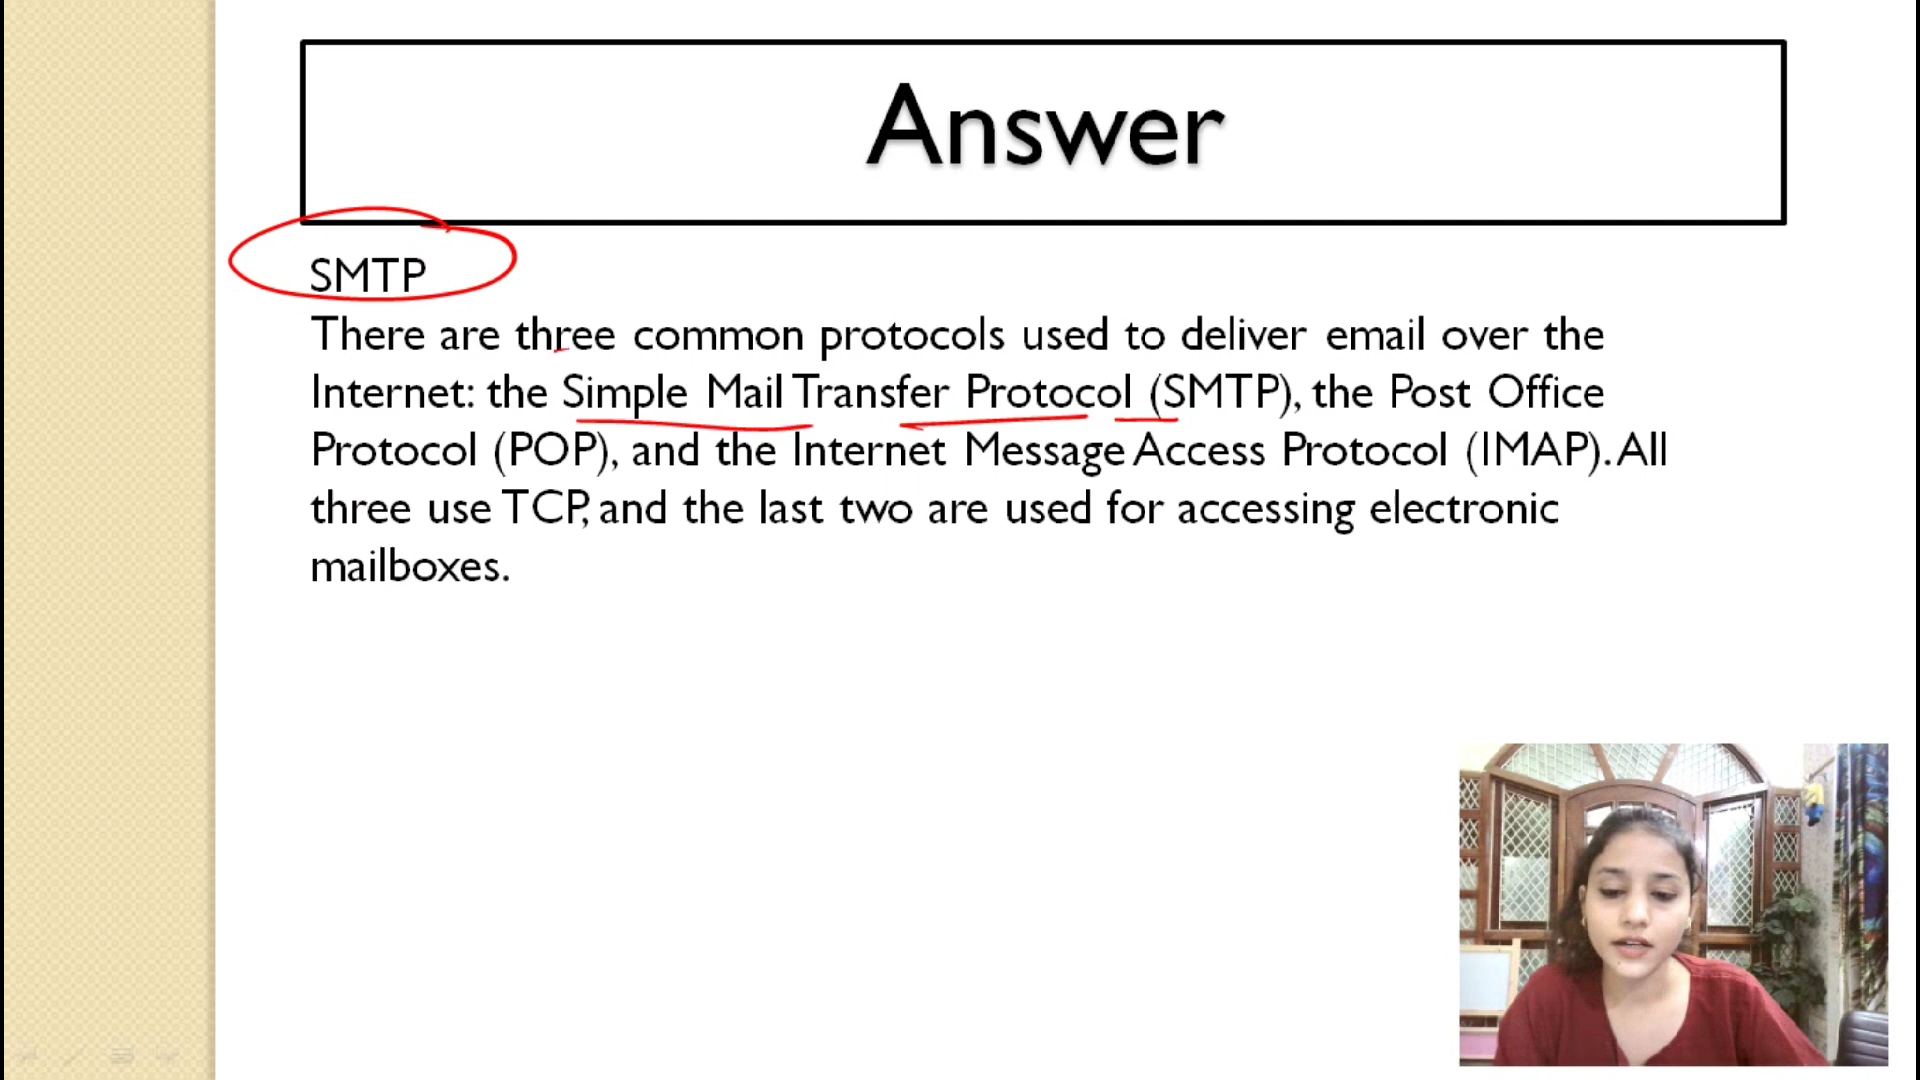 Answer
SMTP
There are three common protocols used to deliver email over the
Internet: the Simple Mail Transfer Protocol (SMTP), the Post Office
Protocol (POP), and the Internet Message Access Protocol (IMAP). All
three use TCP, and the last two are used for accessing electronic
mailboxes.